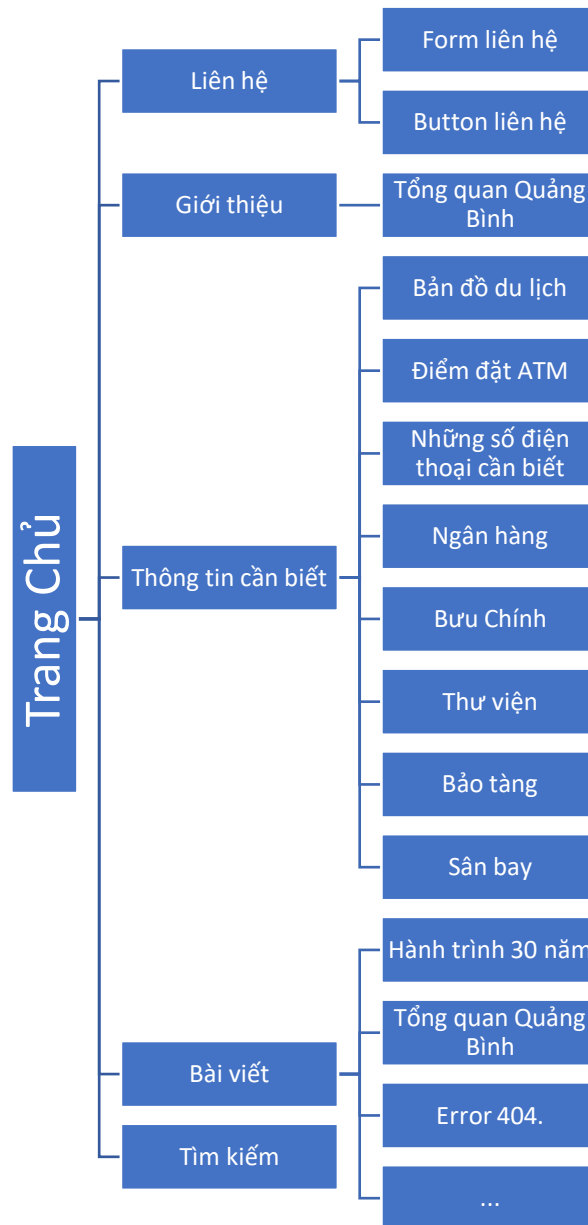 Trang Chủ
Liên hệ
Form liên hệ
Button liên hệ
Giới thiệu
Tổng quan Quảng
Bình
Thông tin cần biết
Bản đồ du lịch
Điểm đặt ATM
Những số điện
thoại cần biết
Ngân hàng
Bưu Chính
Thư viện
Bảo tàng
Sân bay
Bài viết
Hành trình 30 năm
Tổng quan Quảng
Bình
Error 404.
...
Tìm kiếm